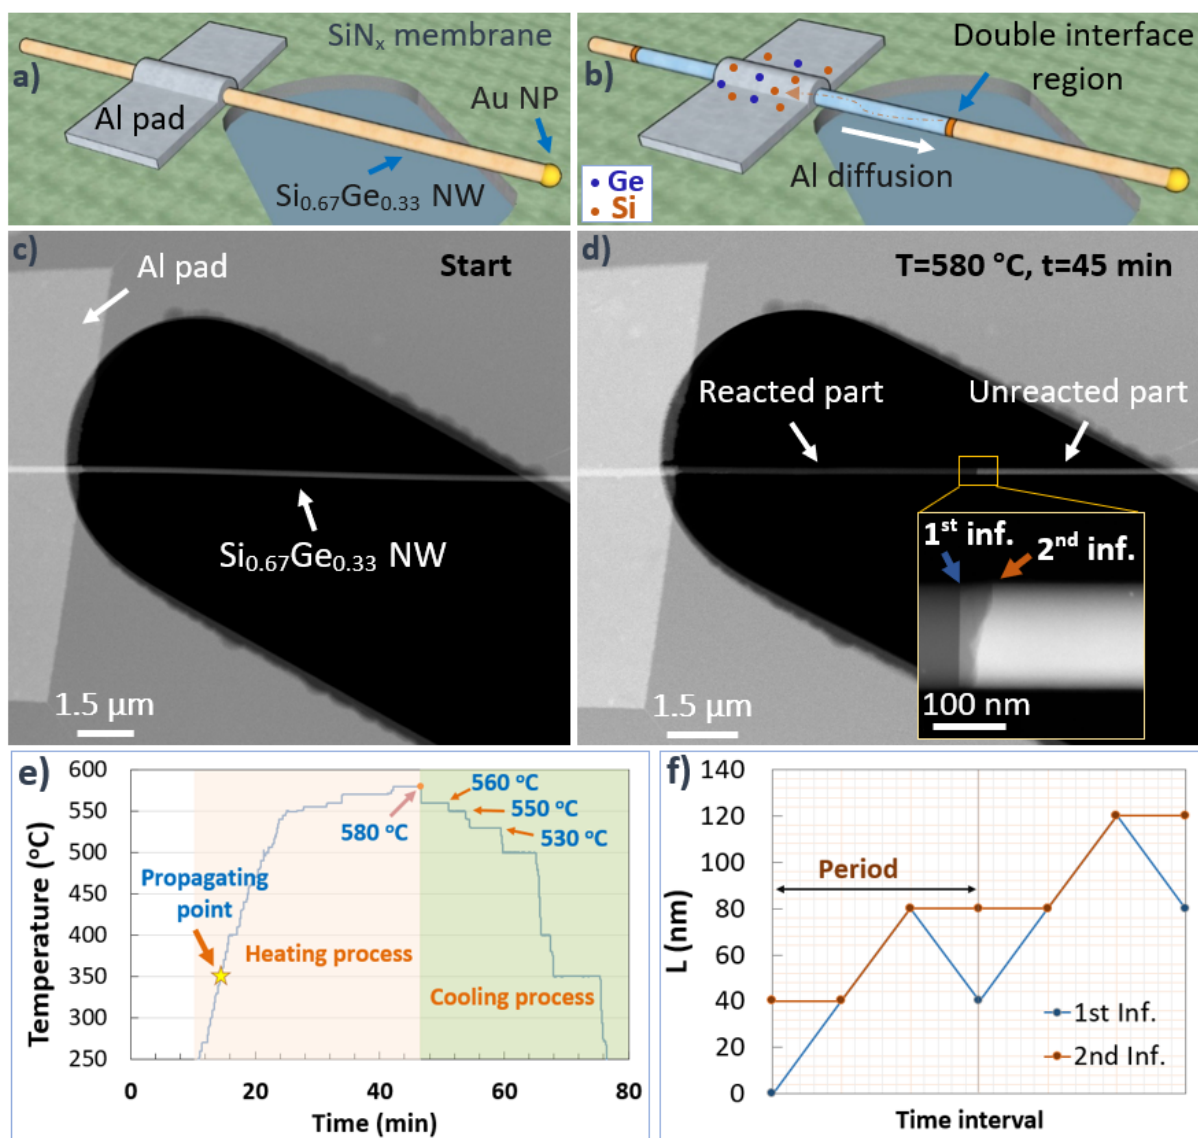 a)
SiNₓ membrane
Au NP
Al pad
Si₀.₆₇Ge₀.₃₃ NW
b)
Double interface
region
Al diffusion
Ge
Si
c)
Al pad
Start
Si₀.₆₇Ge₀.₃₃ NW
1.5 µm
d)
T=580 °C, t=45 min
Reacted part
Unreacted part
1ˢᵗ inf.
2ⁿᵈ inf.
100 nm
1.5 µm
e)
Temperature (°C)
600
550
500
450
400
350
300
250
560 °C
550 °C
580 °C
530 °C
Propagating
point
Heating process
Cooling process
0
20
40
60
80
Time (min)
f)
L (nm)
140
120
100
80
60
40
20
0
Period
1st Inf.
2nd Inf.
Time interval